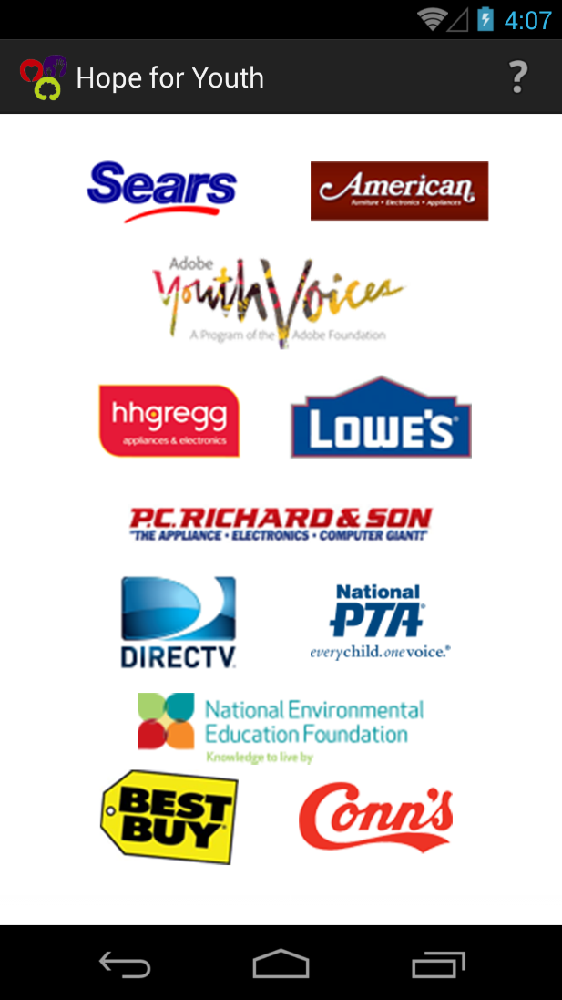 4:07
Hope for Youth
?
Sears
American
Furniture • Electronics • Appliances
Adobe
Youth Voices
A Program of the Adobe Foundation
hhgregg
appliances & electronics
LOWE'S®
P.C. RICHARD & SON
"THE APPLIANCE • ELECTRONICS • COMPUTER GIANT!"
DIRECTV
National
PTA®
everychild.onevoice.®
National Environmental
Education Foundation
Knowledge to live by
BEST
BUY
Conn's